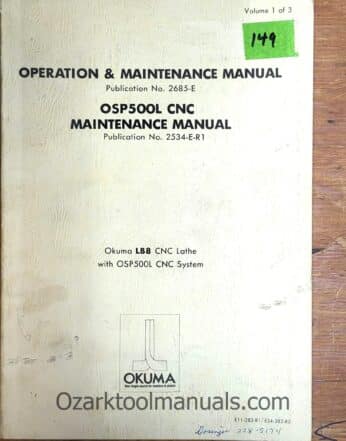 Volume 1 of 3
149
OPERATION & MAINTENANCE MANUAL
Publication No. 2685-E
OSP500L CNC
MAINTENANCE MANUAL
Publication No. 2534-E-R1
Okuma LB8 CNC Lathe
with OSP500L CNC System
OKUMA
Ozarktoolmanuals.com